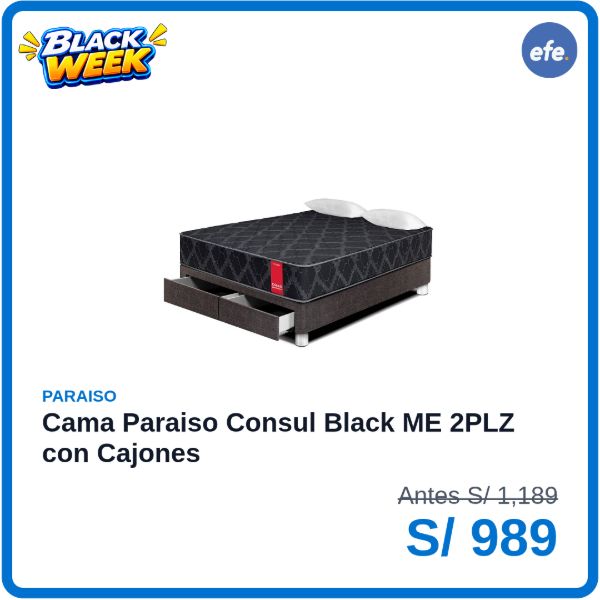 BLACK
WEEK
efe.
PARAISO
Cama Paraiso Consul Black ME 2PLZ
con Cajones
Antes S/ 1,189
S/ 989